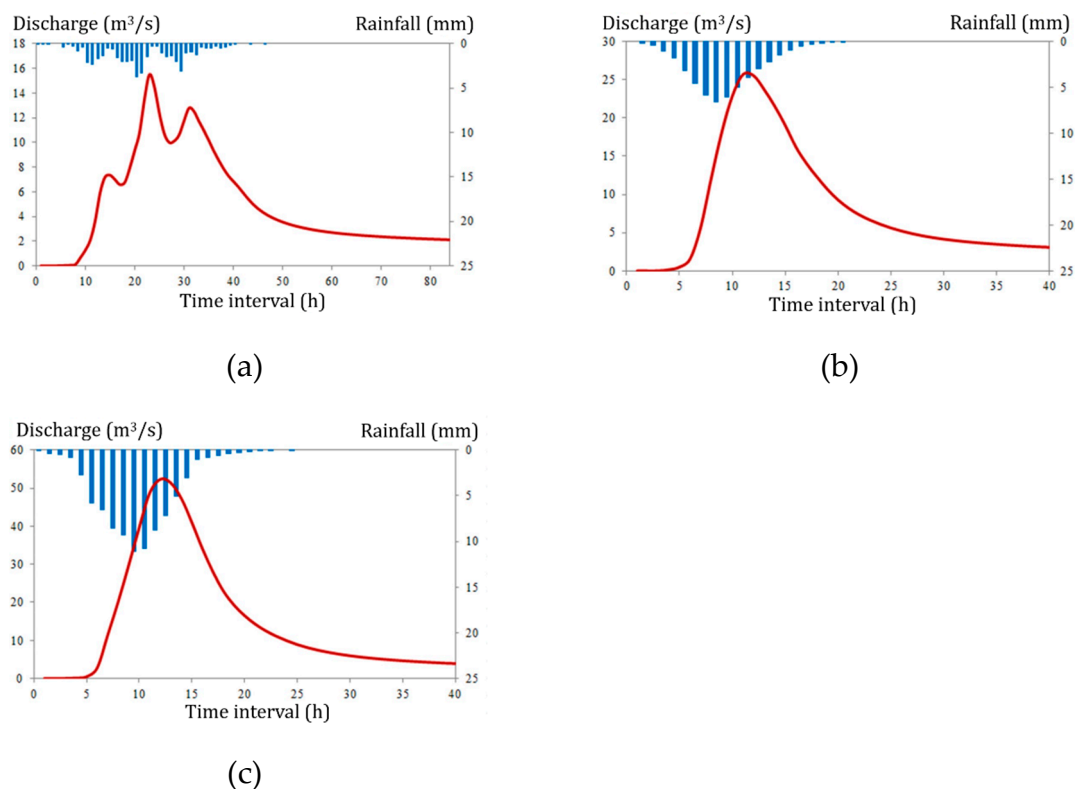 Discharge (m³/s) Rainfall (mm)
18 0
16
14 5
12
10 10
8
6 15
4 20
2
0 25
0 10 20 30 40 50 60 70 80
Time interval (h)
(a)
Discharge (m³/s) Rainfall (mm)
30 0
25 5
20
15 10
10 15
5 20
0 25
0 5 10 15 20 25 30 35 40
Time interval (h)
(b)
Discharge (m³/s) Rainfall (mm)
60 0
50 5
40 10
30
20 15
10 20
0 25
0 5 10 15 20 25 30 35 40
Time interval (h)
(c)